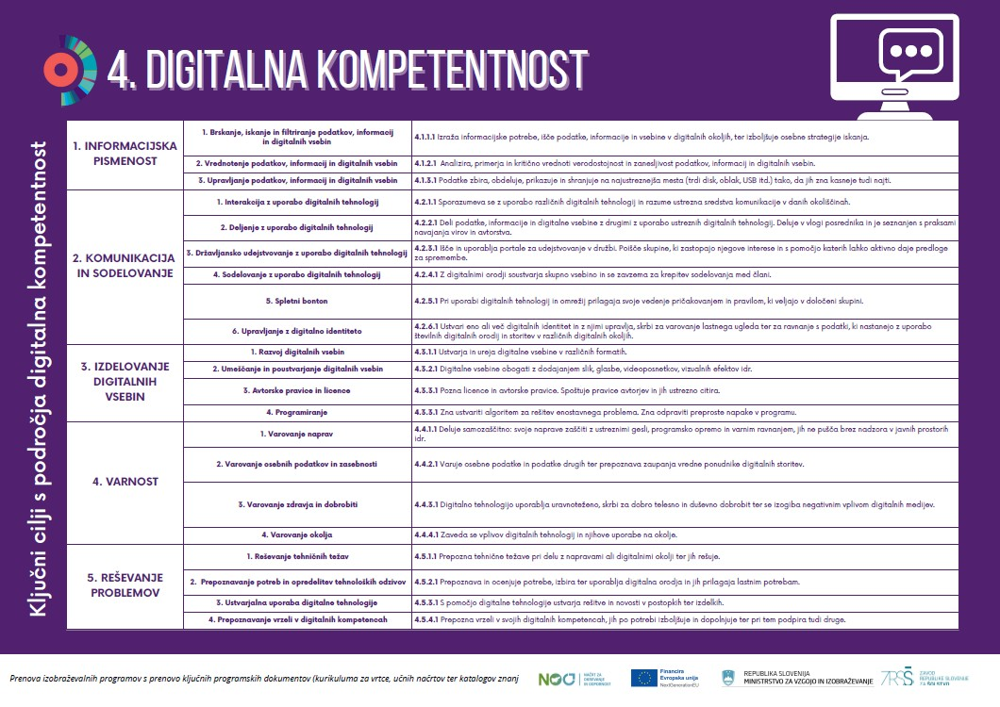 4. DIGITALNA KOMPETENTNOST
Ključni cilji s področja digitalna kompetentnost
1. INFORMACIJSKA
PISMENOST
1. Brskanje, iskanje in filtriranje podatkov, informacij
in digitalnih vsebin
4.1.1.1 Izraža informacijske potrebe, išče podatke, informacije in vsebine v digitalnih okoljih, ter izboljšuje osebne strategije iskanja.
2. Vrednotenje podatkov, informacij in digitalnih vsebin
4.1.2.1 Analizira, primerja in kritično vrednoti verodostojnost in zanesljivost podatkov, informacij in digitalnih vsebin.
3. Upravljanje podatkov, informacij in digitalnih vsebin
4.1.3.1 Podatke zbira, obdeluje, prikazuje in shranjuje na najustreznejša mesta (trdi disk, oblak, USB itd.) tako, da jih zna kasneje tudi najti.
2. KOMUNIKACIJA
IN SODELOVANJE
1. Interakcija z uporabo digitalnih tehnologij
4.2.1.1 Sporazumeva se z uporabo različnih digitalnih tehnologij in razume ustrezna sredstva komunikacije v danih okoliščinah.
2. Deljenje z uporabo digitalnih tehnologij
4.2.2.1 Deli podatke, informacije in digitalne vsebine z drugimi z uporabo ustreznih digitalnih tehnologij. Deluje v vlogi posrednika in je seznanjen s praksami
navajanja virov in avtorstva.
3. Državljansko udejstvovanje z uporabo digitalnih tehnologij
4.2.3.1 Išče in uporablja portale za udejstvovanje v družbi. Poišče skupine, ki zastopajo njegove interese in s pomočjo katerih lahko aktivno daje predloge
za spremembe.
4. Sodelovanje z uporabo digitalnih tehnologij
4.2.4.1 Z digitalnimi orodji soustvarja skupno vsebino in se zavzema za krepitev sodelovanja med člani.
5. Spletni bonton
4.2.5.1 Pri uporabi digitalnih tehnologij in omrežij prilagaja svoje vedenje pričakovanjem in pravilom, ki veljajo v določeni skupini.
6. Upravljanje z digitalno identiteto
4.2.6.1 Ustvari eno ali več digitalnih identitet in z njimi upravlja, skrbi za varovanje lastnega ugleda ter za ravnanje s podatki, ki nastanejo z uporabo
številnih digitalnih orodij in storitev v različnih digitalnih okoljih.
3. IZDELOVANJE
DIGITALNIH
VSEBIN
1. Razvoj digitalnih vsebin
4.3.1.1 Ustvarja in ureja digitalne vsebine v različnih formatih.
2. Umeščanje in poustvarjanje digitalnih vsebin
4.3.2.1 Digitalne vsebine obogati z dodajanjem slik, glasbe, videoposnetkov, vizualnih efektov idr.
3. Avtorske pravice in licence
4.3.3.1 Pozna licence in avtorske pravice. Spoštuje pravice avtorjev in jih ustrezno citira.
4. Programiranje
4.3.3.1 Zna ustvariti algoritem za rešitev enostavnega problema. Zna odpraviti preproste napake v programu.
4. VARNOST
1. Varovanje naprav
4.4.1.1 Deluje samozaščitno: svoje naprave zaščiti z ustreznimi gesli, programsko opremo in varnim ravnanjem, jih ne pušča brez nadzora v javnih prostorih
idr.
2. Varovanje osebnih podatkov in zasebnosti
4.4.2.1 Varuje osebne podatke in podatke drugih ter prepoznava zaupanja vredne ponudnike digitalnih storitev.
3. Varovanje zdravja in dobrobiti
4.4.3.1 Digitalno tehnologijo uporablja uravnoteženo, skrbi za dobro telesno in duševno dobrobit ter se izogiba negativnim vplivom digitalnih medijev.
4. Varovanje okolja
4.4.4.1 Zaveda se vplivov digitalnih tehnologij in njihove uporabe na okolje.
5. REŠEVANJE
PROBLEMOV
1. Reševanje tehničnih težav
4.5.1.1 Prepozna tehnične težave pri delu z napravami ali digitalnimi okolji ter jih rešuje.
2. Prepoznavanje potreb in opredelitev tehnoloških odzivov
4.5.2.1 Prepoznava in ocenjuje potrebe, izbira ter uporablja digitalna orodja in jih prilagaja lastnim potrebam.
3. Ustvarjalna uporaba digitalne tehnologije
4.5.3.1 S pomočjo digitalne tehnologije ustvarja rešitve in novosti v postopkih ter izdelkih.
4. Prepoznavanje vrzeli v digitalnih kompetencah
4.5.4.1 Prepozna vrzeli v svojih digitalnih kompetencah, jih po potrebi izboljšuje in dopolnjuje ter pri tem podpira tudi druge.
Prenova izobraževalnih programov s prenovo ključnih programskih dokumentov (kurikuluma za vrtce, učnih načrtov ter katalogov znanj
NOO
NAČRT ZA
OKREVANJE
IN ODPORNOST
Financira
Evropska unija
NextGenerationEU
REPUBLIKA SLOVENIJA
MINISTRSTVO ZA VZGOJO IN IZOBRAŽEVANJE
ZRSŠ
ZAVOD
REPUBLIKE SLOVENIJE
ZA ŠOLSTVO